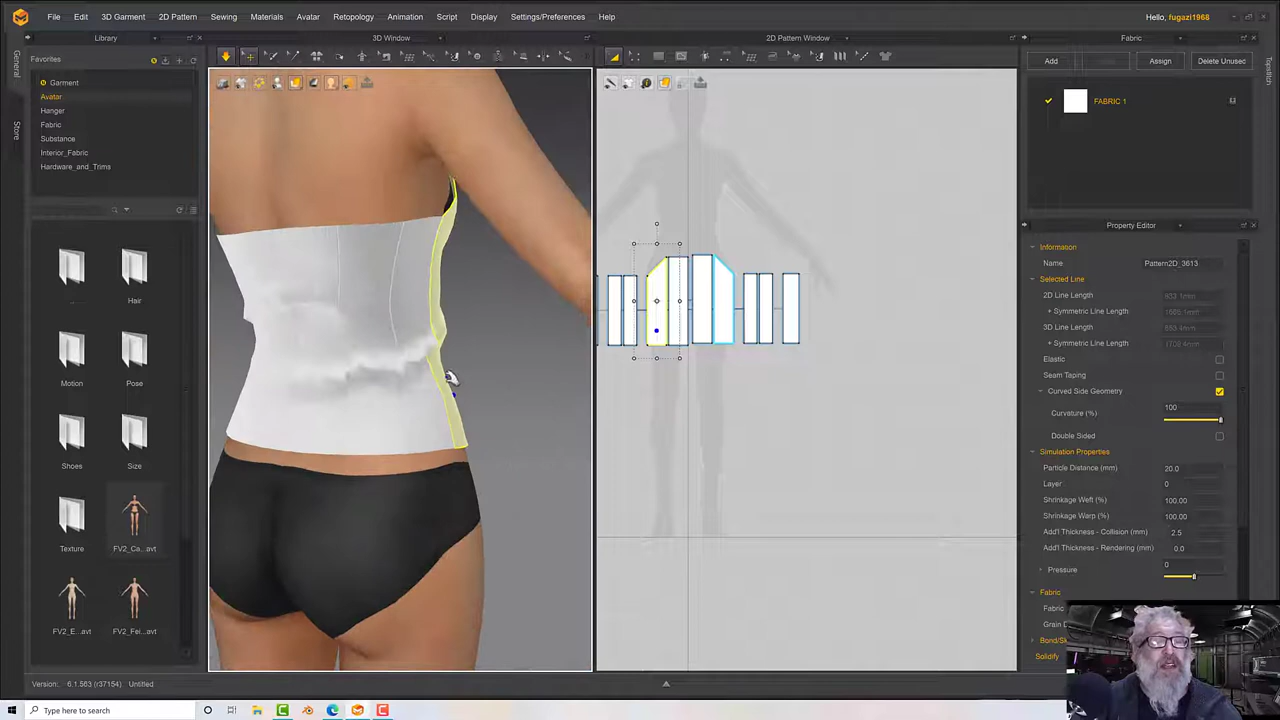 File Edit 3D Garment 2D Pattern Sewing Materials Avatar Retopology Animation Script Display Settings/Preferences Help Hello, fugazi1968
Library 3D Window 2D Pattern Window Fabric
General
Store
Topstitch
Favorites
Garment
Avatar
Hanger
Fabric
Substance
Interior_Fabric
Hardware_and_Trims
Add Assign Delete Unused
FABRIC 1
.. Hair
Motion Pose
Shoes Size
Texture FV2_Ca...avt
FV2_E...avt FV2_Fei...avt
Property Editor
Information
Name Pattern2D_3613
Selected Line
2D Line Length
+ Symmetric Line Length
3D Line Length
+ Symmetric Line Length
Elastic
Seam Taping
Curved Side Geometry
Curvature (%) 100
Double Sided
Simulation Properties
Particle Distance (mm) 20.0
Layer 0
Shrinkage Weft (%) 100.00
Shrinkage Warp (%) 100.00
Add'l Thickness - Collision (mm) 2.5
Add'l Thickness - Rendering (mm) 0.0
Pressure 0
Fabric
Fabric
Grain D
Bond/Sk
Solidify
Version: 6.1.563 (r37154) Untitled
Type here to search